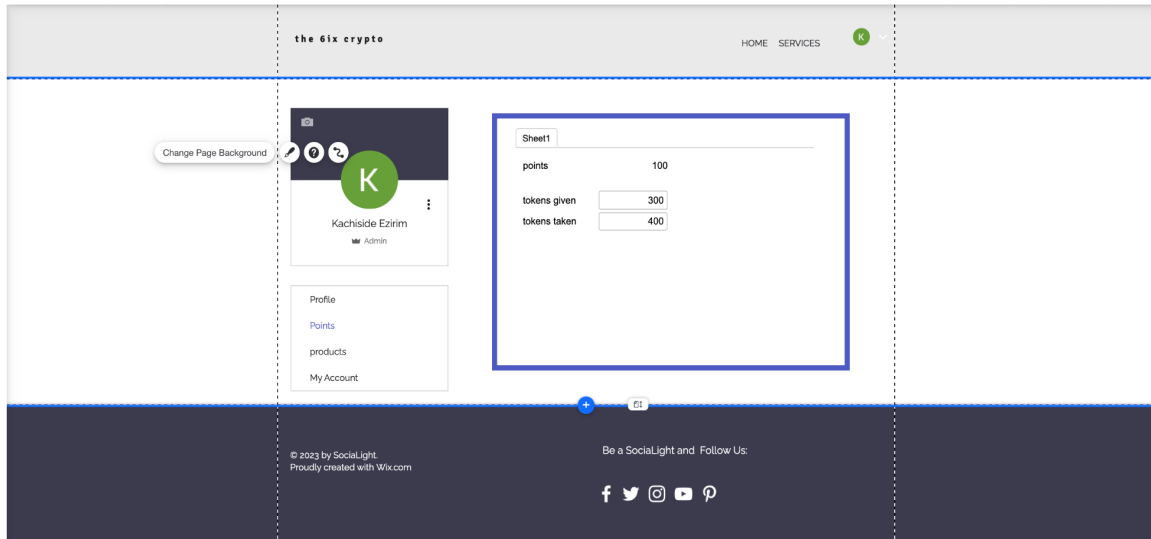 the 6ix crypto
HOME SERVICES
K
Change Page Background
?
K
Kachiside Ezirim
Admin
Profile
Points
products
My Account
Sheet1
points 100
tokens given 300
tokens taken 400
+
© 2023 by SociaLight.
Proudly created with Wix.com
Be a SociaLight and Follow Us: